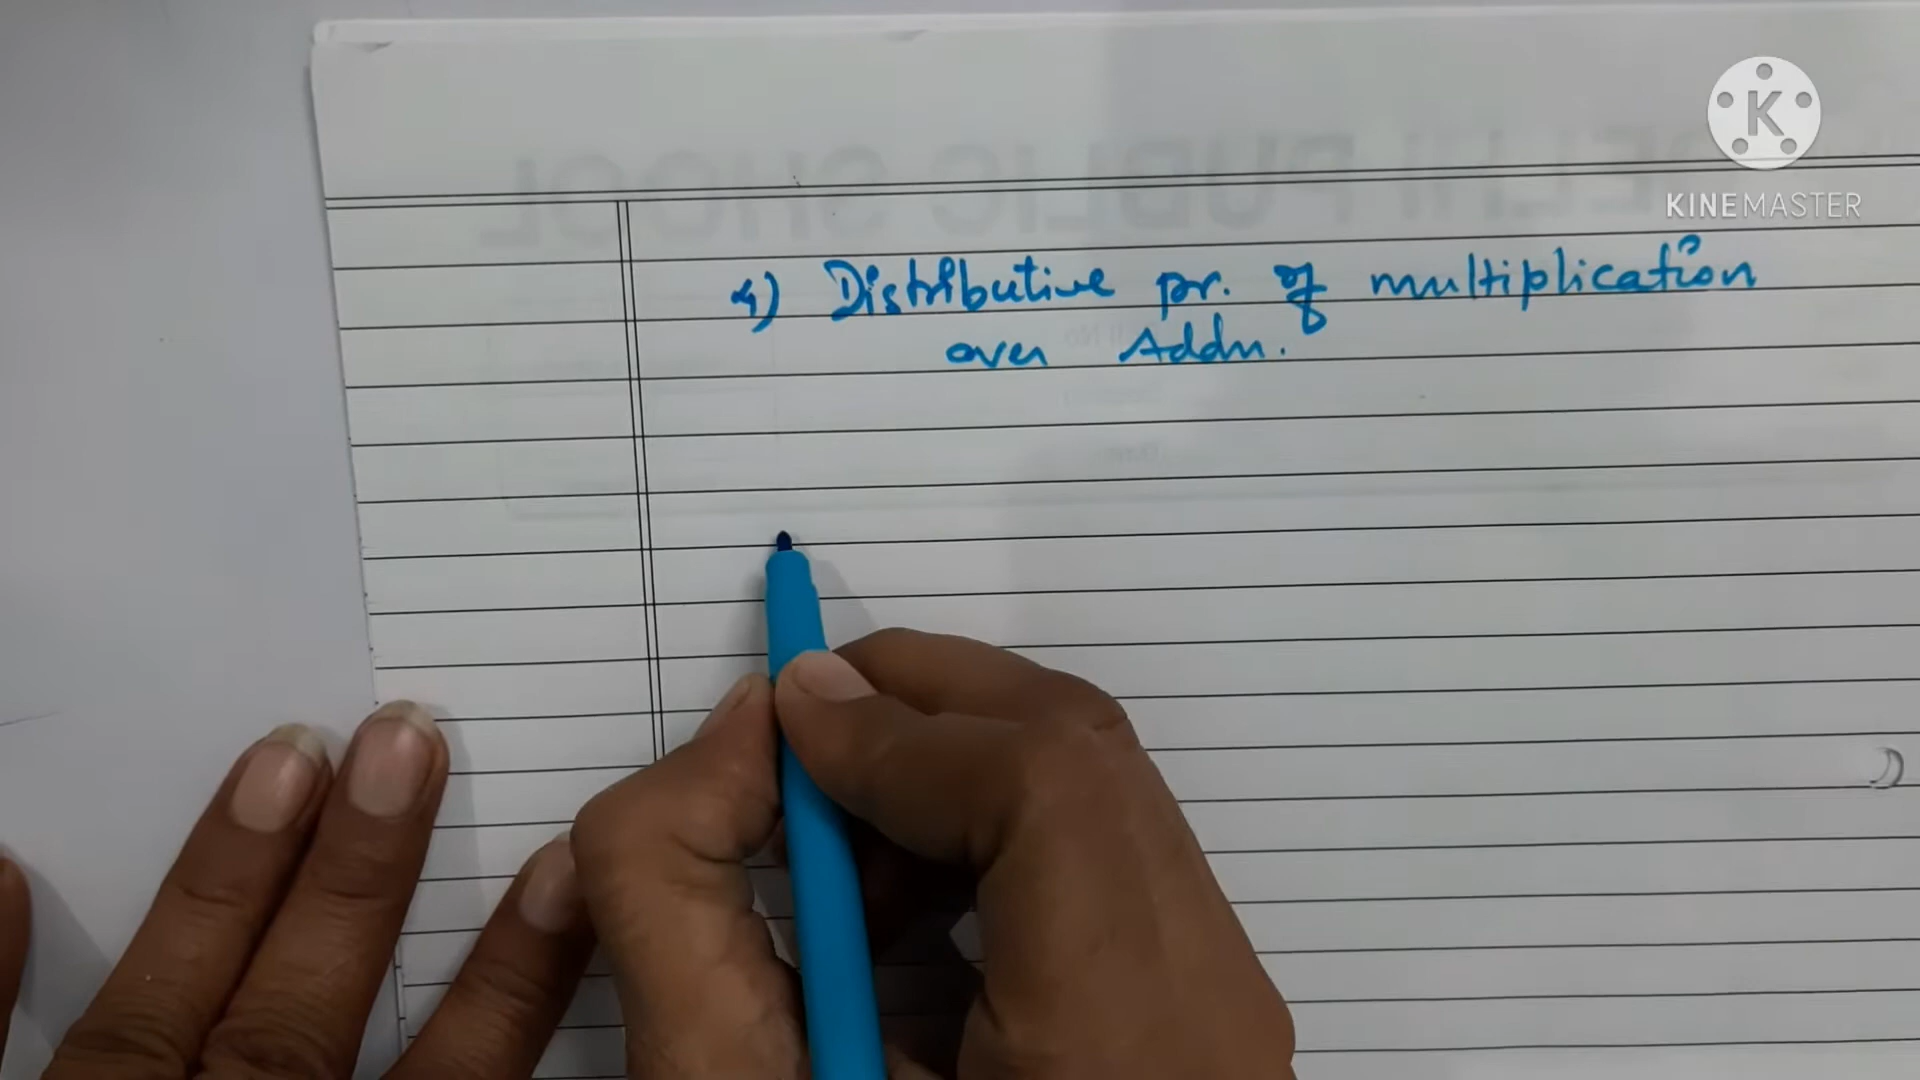 K
KINEMASTER
4) Distributive pr. of multiplication
over Addn.